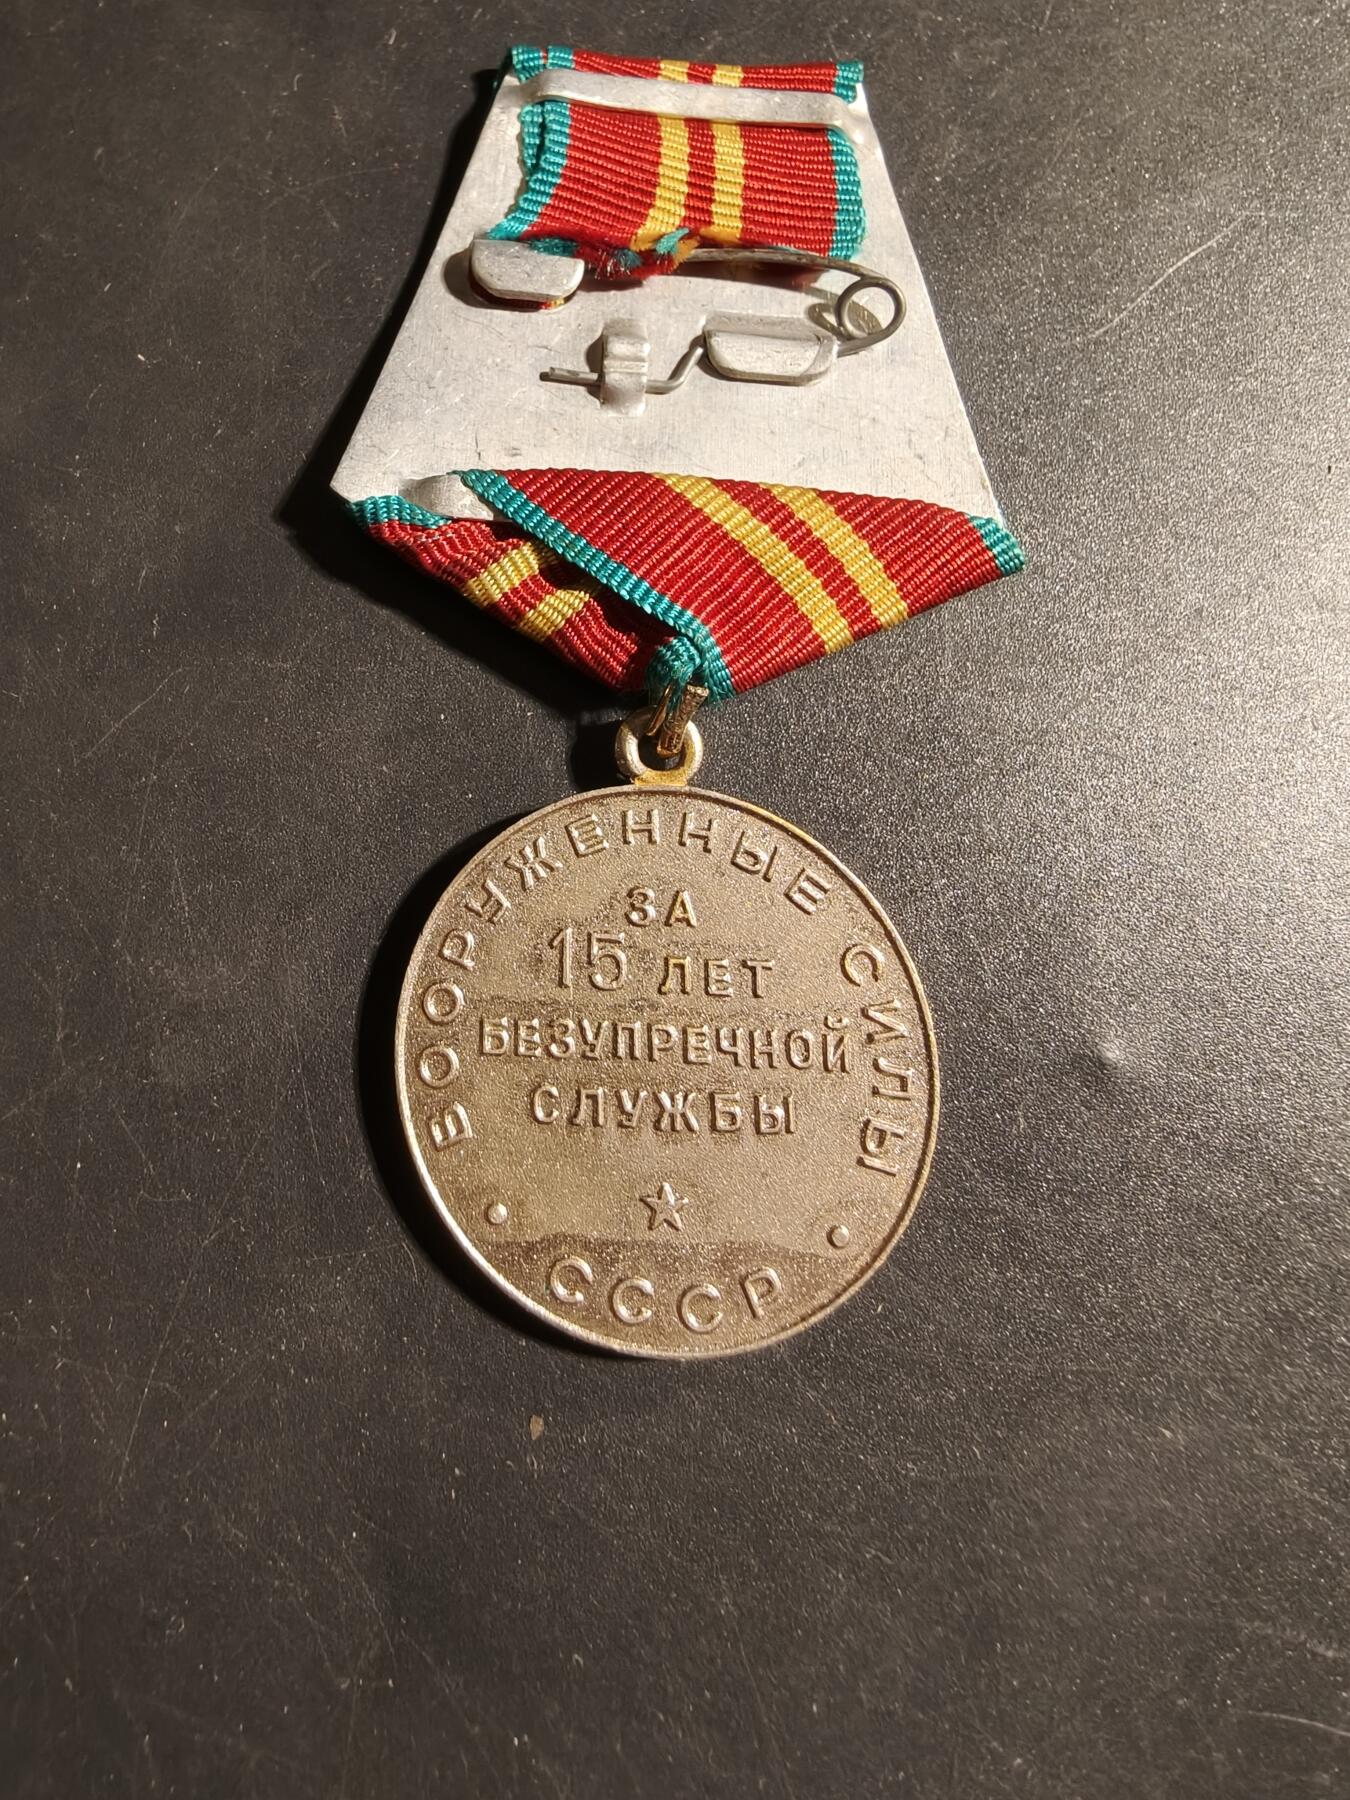 ВООРУЖЕННЫЕ СИЛЫ
ЗА
15 ЛЕТ
БЕЗУПРЕЧНОЙ
СЛУЖБЫ
СССР